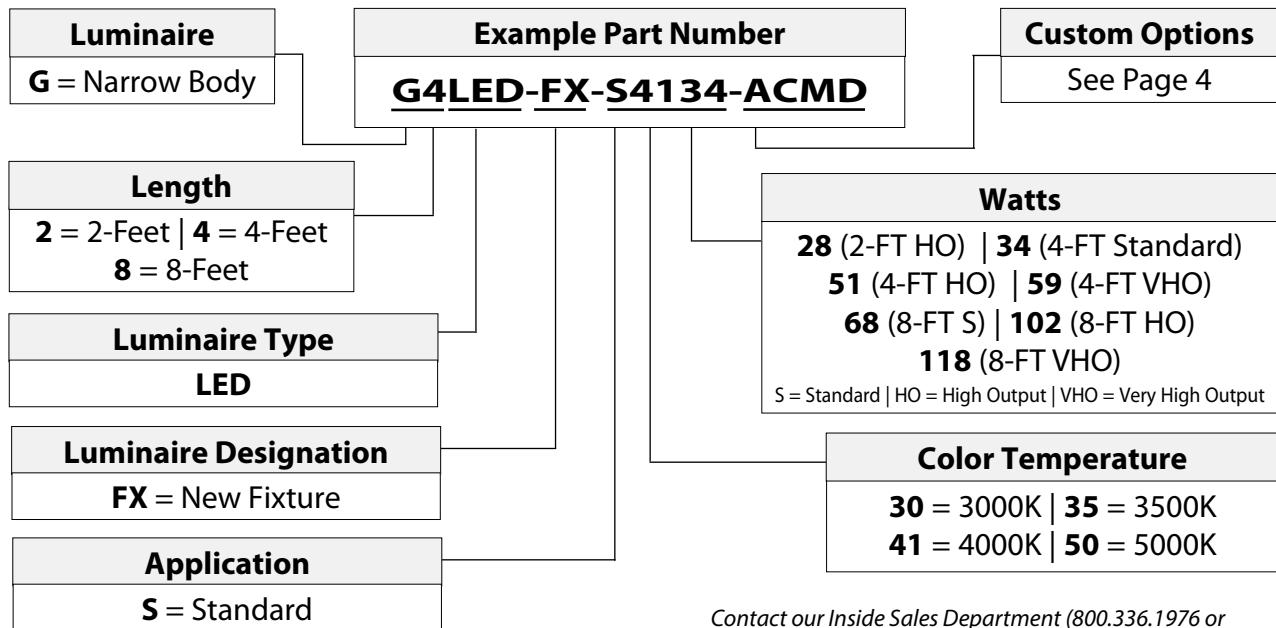 Luminaire
G = Narrow Body
Example Part Number
G4LED-FX-S4134-ACMD
Custom Options
See Page 4
Length
2 = 2-Feet | 4 = 4-Feet
8 = 8-Feet
Luminaire Type
LED
Luminaire Designation
FX = New Fixture
Application
S = Standard
Watts
28 (2-FT HO) | 34 (4-FT Standard)
51 (4-FT HO) | 59 (4-FT VHO)
68 (8-FT S) | 102 (8-FT HO)
118 (8-FT VHO)
S = Standard | HO = High Output | VHO = Very High Output
Color Temperature
30 = 3000K | 35 = 3500K
41 = 4000K | 50 = 5000K
Contact our Inside Sales Department (800.336.1976 or